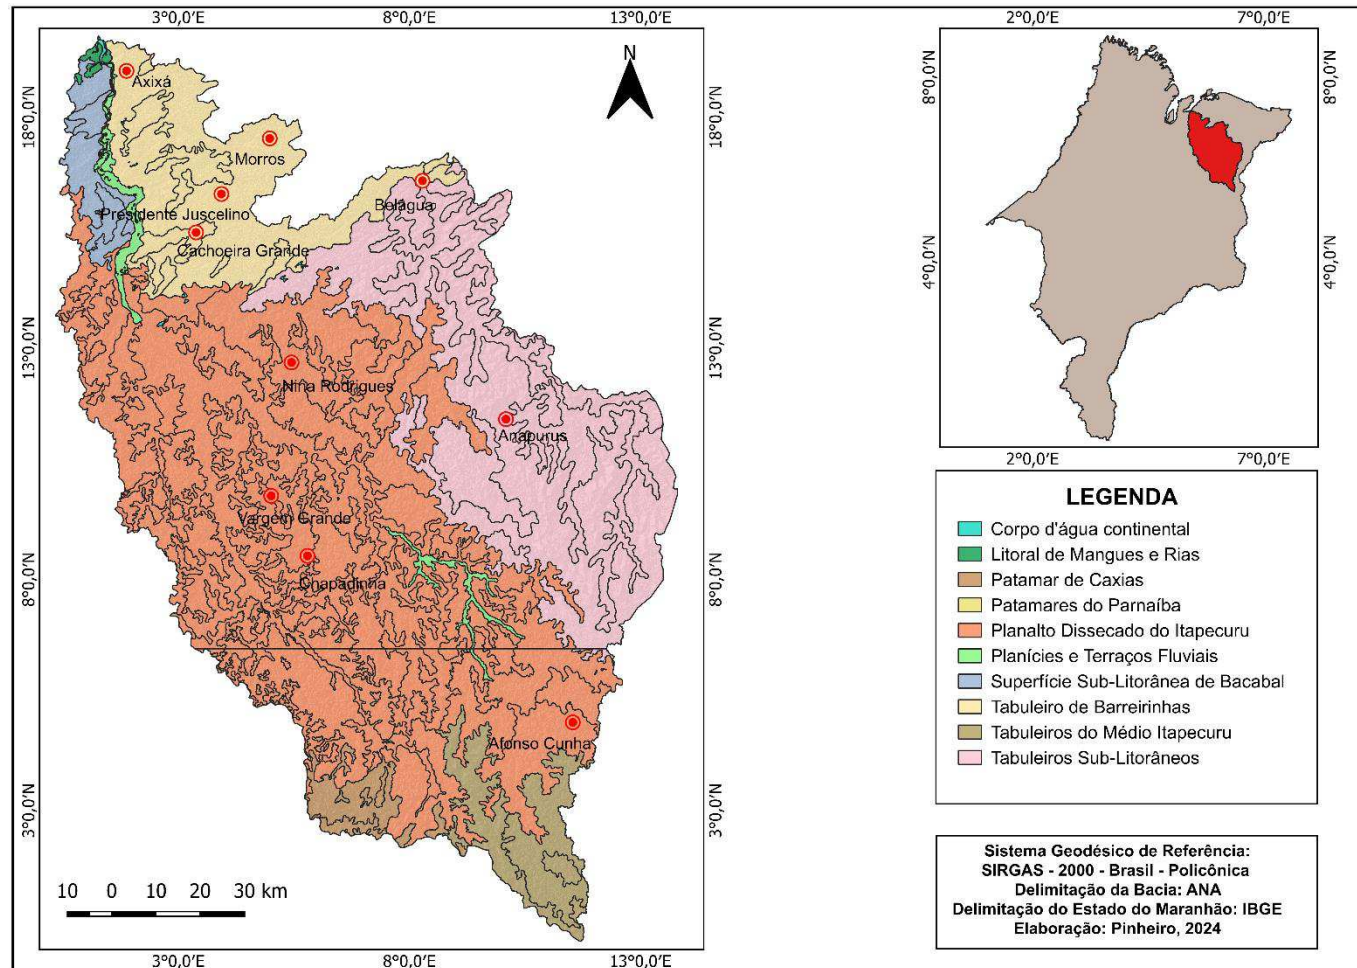 3°0,0'E 8°0,0'E 13°0,0'E
2°0,0'E 7°0,0'E
N
18°0,0'N
18°0,0'N
13°0,0'N
13°0,0'N
8°0,0'N
8°0,0'N
3°0,0'N
3°0,0'N
Axixá
Morros
Presidente Juscelino
Belágua
Cachoeira Grande
Nina Rodrigues
Anapurus
Vargem Grande
Chapadinha
Afonso Cunha
10 0 10 20 30 km
3°0,0'E 8°0,0'E 13°0,0'E
8°0,0'N
8°0,0'N
4°0,0'N
4°0,0'N
2°0,0'E 7°0,0'E
LEGENDA
Corpo d'água continental
Litoral de Mangues e Rias
Patamar de Caxias
Patamares do Parnaíba
Planalto Dissecado do Itapecuru
Planícies e Terraços Fluviais
Superfície Sub-Litorânea de Bacabal
Tabuleiro de Barreirinhas
Tabuleiros do Médio Itapecuru
Tabuleiros Sub-Litorâneos
Sistema Geodésico de Referência:
SIRGAS - 2000 - Brasil - Policônica
Delimitação da Bacia: ANA
Delimitação do Estado do Maranhão: IBGE
Elaboração: Pinheiro, 2024